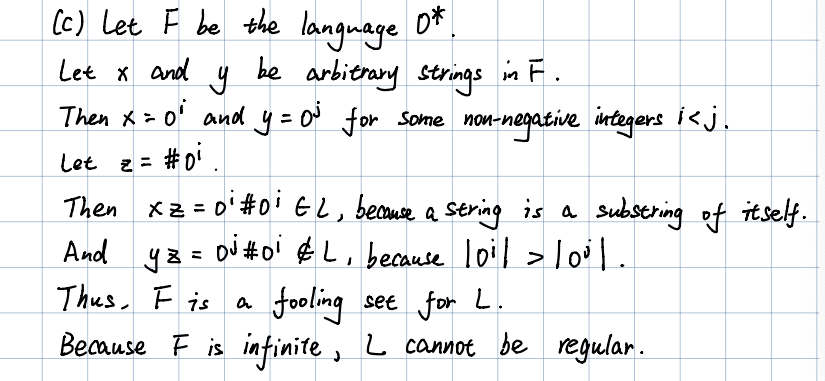 (c) Let F be the language 0*.
Let x and y be arbitrary strings in F.
Then x = 0^i and y = 0^j for some non-negative integers i<j.
Let z = #0^i.
Then xz = 0^i#0^i ∈ L, because a string is a substring of itself.
And yz = 0^j#0^i ∉ L, because |0^i| > |0^j|.
Thus, F is a fooling set for L.
Because F is infinite, L cannot be regular.